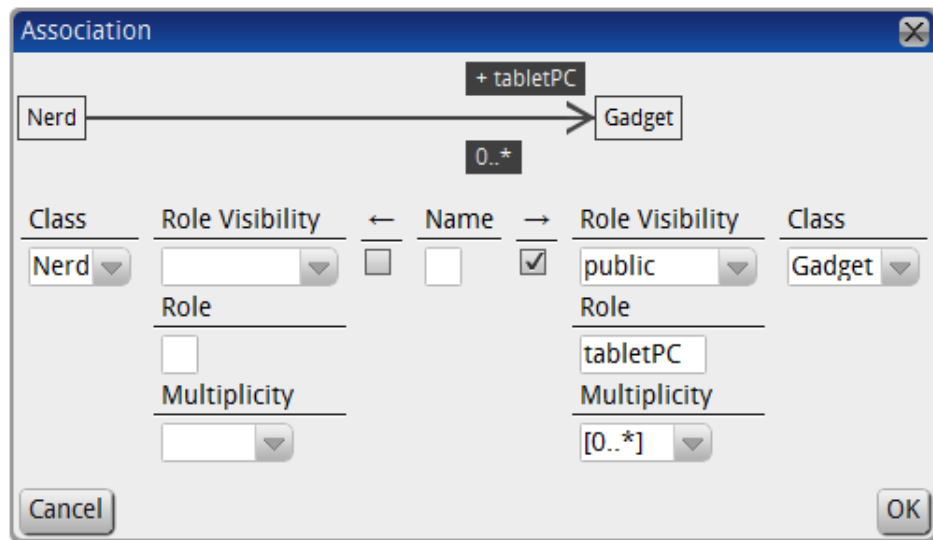 Association
+ tabletPC
Nerd Gadget
0..*
Class Role Visibility ← Name → Role Visibility Class
Nerd public Gadget
Role Role
tabletPC
Multiplicity Multiplicity
[0..*]
Cancel OK